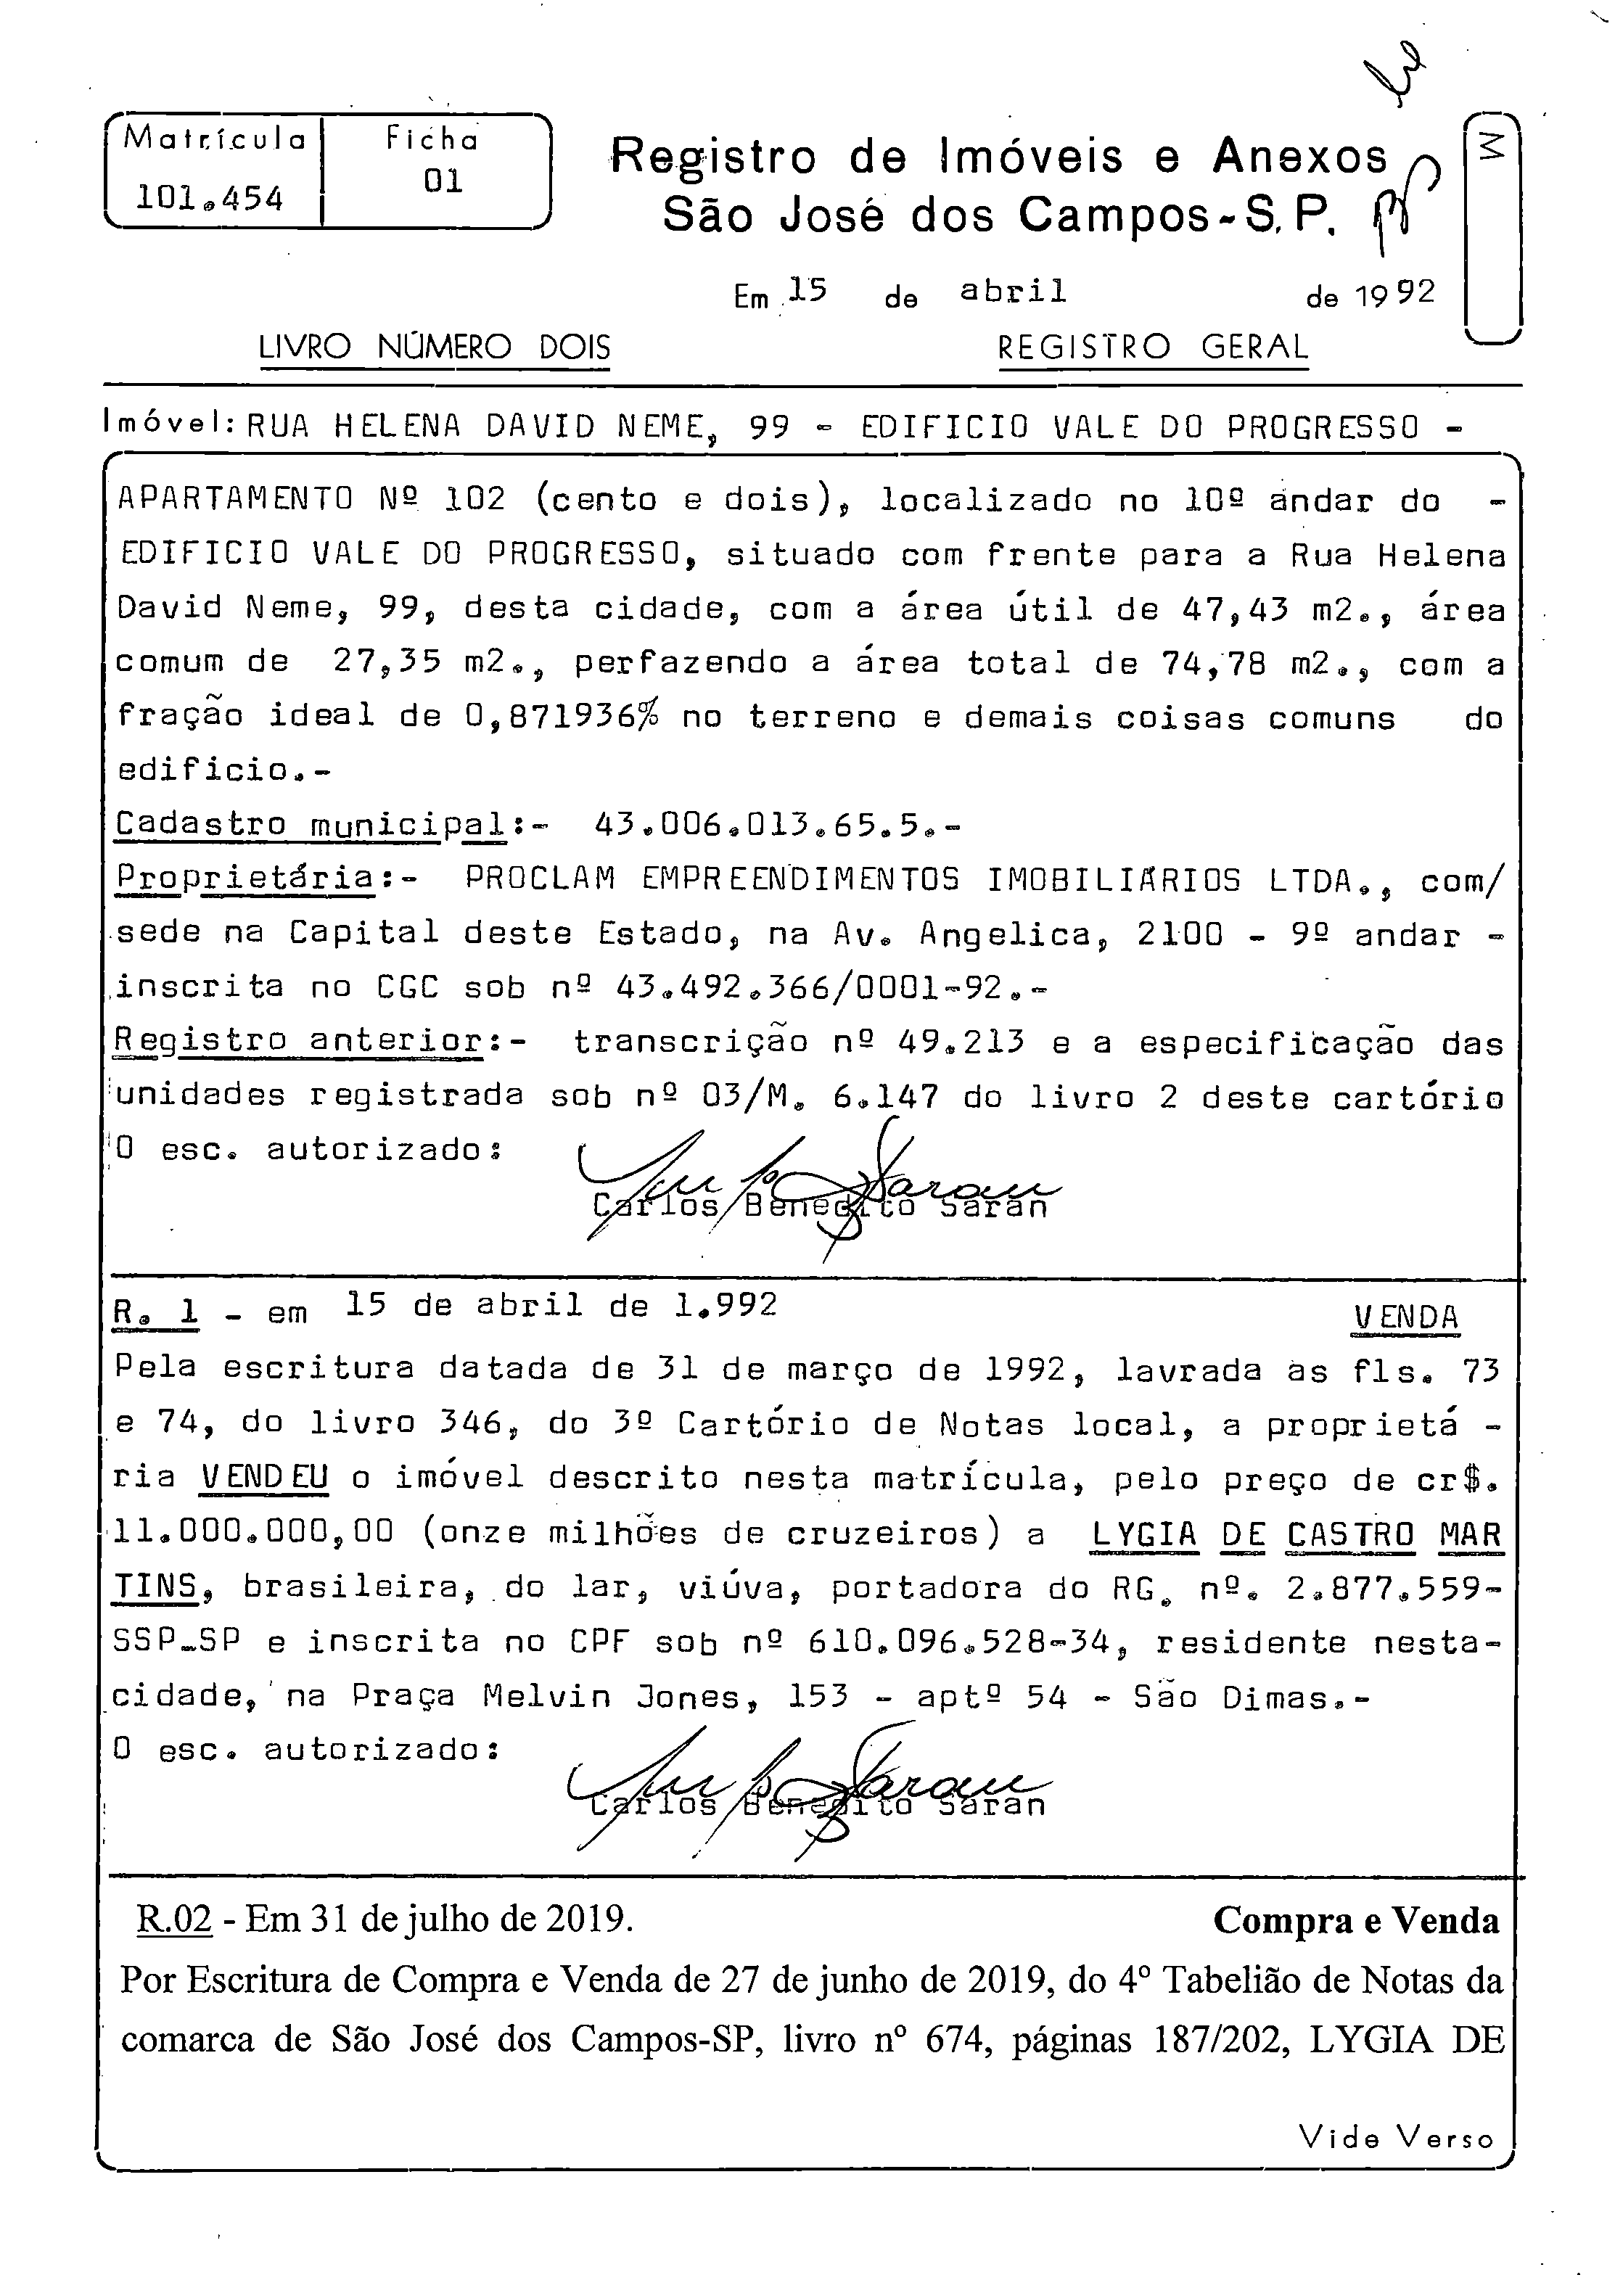 Matrícula
101.454
Ficha
01
Registro de Imóveis e Anexos
São José dos Campos-S.P.
M
Em 15 de abril de 1992
LIVRO NÚMERO DOIS
REGISTRO GERAL
Imóvel: RUA HELENA DAVID NEME, 99 - EDIFICIO VALE DO PROGRESSO -
APARTAMENTO Nº 102 (cento e dois), localizado no 10º andar do -
EDIFICIO VALE DO PROGRESSO, situado com frente para a Rua Helena
David Neme, 99, desta cidade, com a área útil de 47,43 m2., área
comum de 27,35 m2., perfazendo a área total de 74,78 m2., com a
fração ideal de 0,871936% no terreno e demais coisas comuns do
edificio.-
Cadastro municipal:- 43.006.013.65.5.-
Proprietária:- PROCLAM EMPREENDIMENTOS IMOBILIÁRIOS LTDA., com/
sede na Capital deste Estado, na Av. Angelica, 2100 - 9º andar -
inscrita no CGC sob nº 43.492.366/0001-92.-
Registro anterior:- transcrição nº 49.213 e a especificação das
unidades registrada sob nº 03/M. 6.147 do livro 2 deste cartório
O esc. autorizado:
Carlos Benedito Saran
R. 1 - em 15 de abril de 1.992 VENDA
Pela escritura datada de 31 de março de 1992, lavrada às fls. 73
e 74, do livro 346, do 3º Cartório de Notas local, a proprietá -
ria VENDEU o imóvel descrito nesta matrícula, pelo preço de cr$.
11.000.000,00 (onze milhões de cruzeiros) a LYGIA DE CASTRO MAR
TINS, brasileira, do lar, viúva, portadora do RG. nº. 2.877.559-
SSP-SP e inscrita no CPF sob nº 610.096.528-34, residente nesta-
cidade, na Praça Melvin Jones, 153 - aptº 54 - São Dimas.-
O esc. autorizado:
Carlos Benedito Saran
R.02 - Em 31 de julho de 2019. Compra e Venda
Por Escritura de Compra e Venda de 27 de junho de 2019, do 4º Tabelião de Notas da
comarca de São José dos Campos-SP, livro nº 674, páginas 187/202, LYGIA DE
Vide Verso